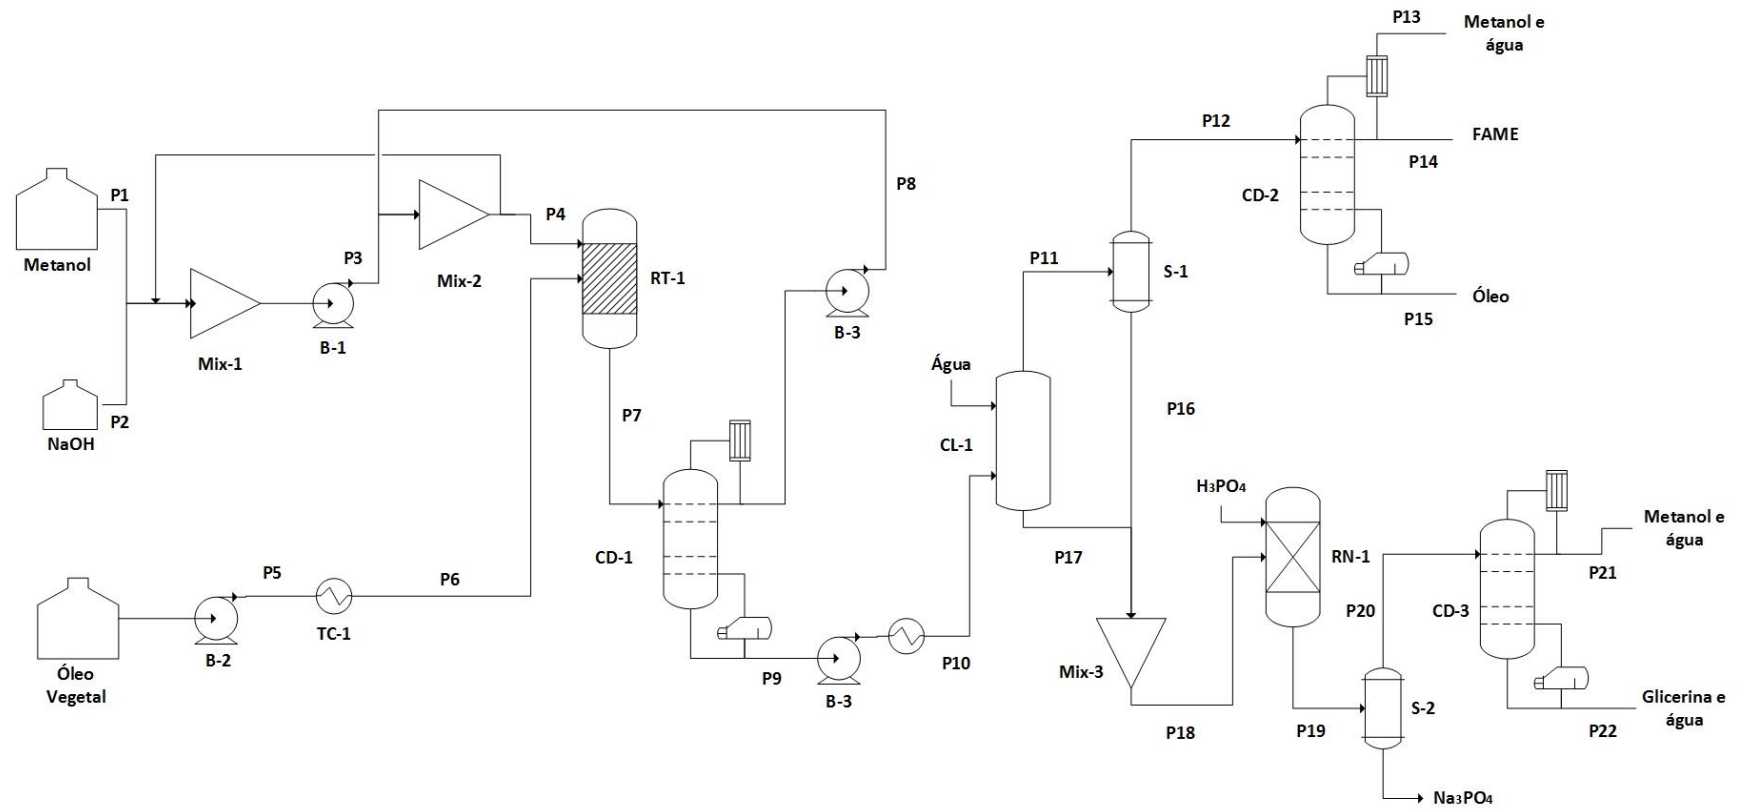 P13
Metanol e
água
P12
FAME
P14
P8
P1
CD-2
P4
P3
P11
Metanol
Mix-2
RT-1
S-1
Óleo
P15
B-3
B-1
Mix-1
Água
P16
P7
P2
NaOH
CL-1
H₃PO₄
Metanol e
água
P17
RN-1
CD-1
P21
P5
P6
P20
CD-3
TC-1
B-2
P10
Mix-3
Óleo
Vegetal
P9
B-3
Glicerina e
água
S-2
P18
P19
P22
Na₃PO₄